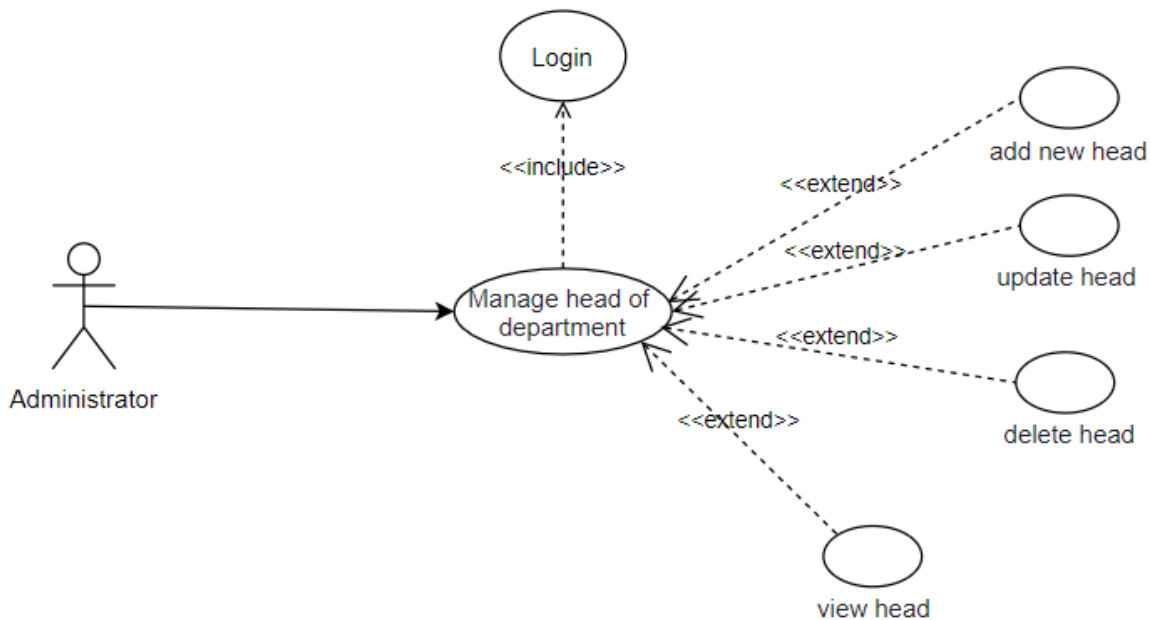 Login
<<include>>
add new head
<<extend>>
<<extend>>
update head
Manage head of
department
<<extend>>
Administrator
<<extend>>
delete head
view head